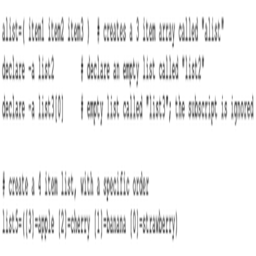 alist=( item1 item2 item3 )  # creates a 3 item array called "alist"
declare -a list2     # declare an empty list called "list2"
declare -a list3[0]   # empty list called "list3"; the subscript is ignored
# create a 4 item list, with a specific order
list5=([3]=apple [2]=cherry [1]=banana [0]=strawberry)